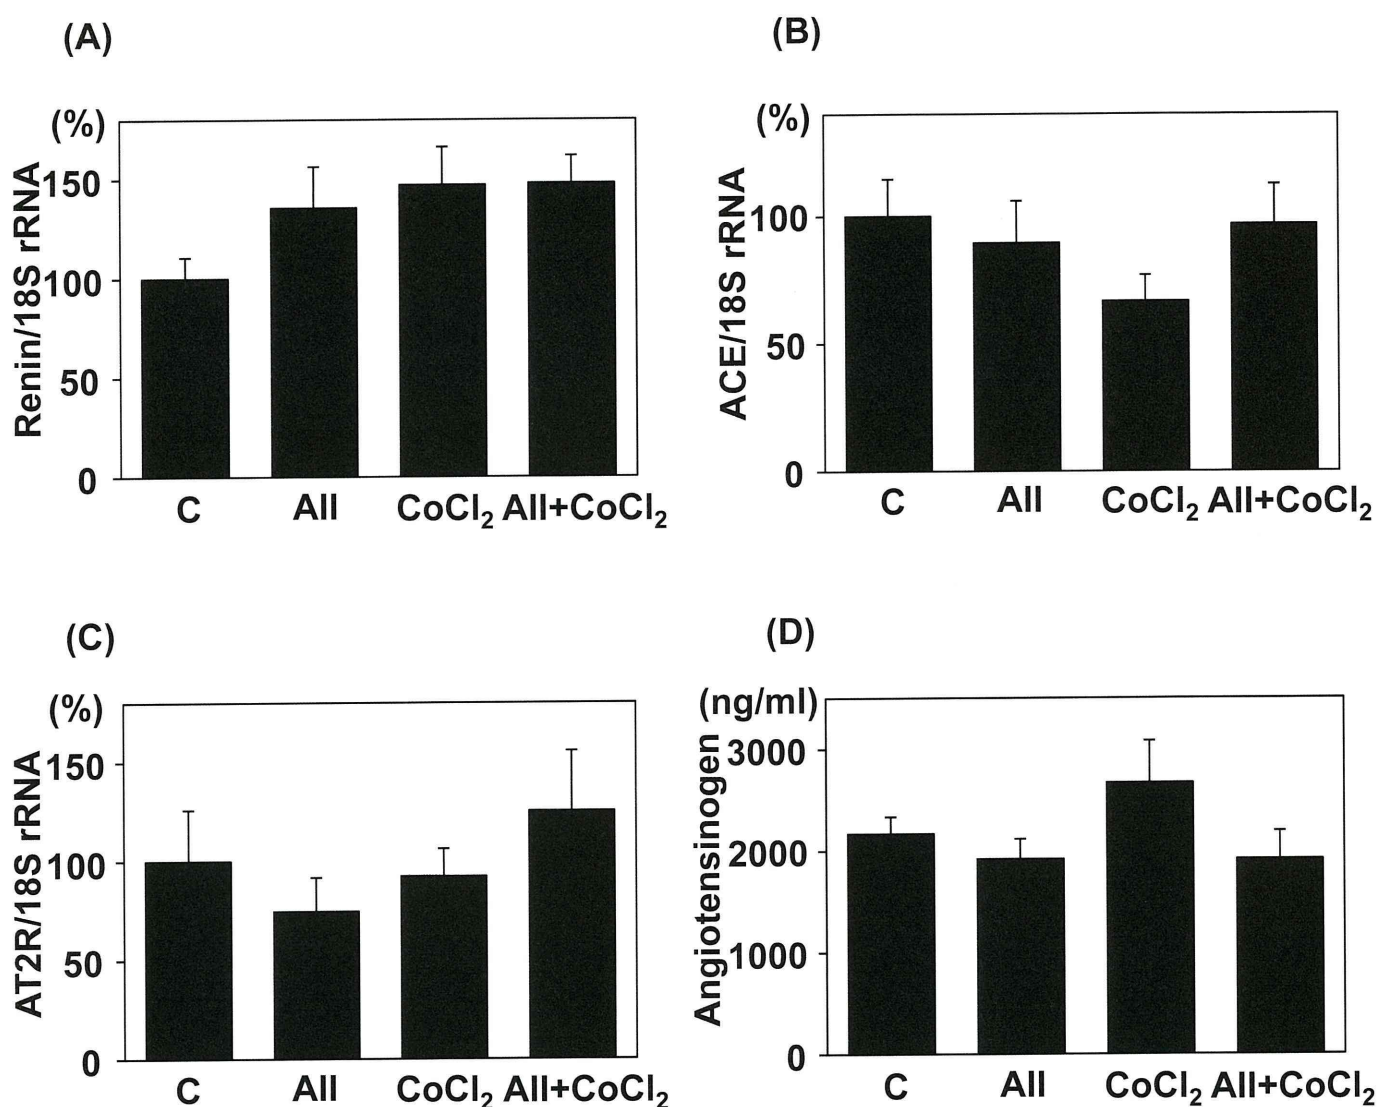 (A)
(%)
Renin/18S rRNA
150
100
50
0
C AII CoCl₂ AII+CoCl₂
(B)
(%)
ACE/18S rRNA
100
50
0
C AII CoCl₂ AII+CoCl₂
(C)
(%)
AT2R/18S rRNA
150
100
50
0
C AII CoCl₂ AII+CoCl₂
(D)
(ng/ml)
Angiotensinogen
3000
2000
1000
0
C AII CoCl₂ AII+CoCl₂